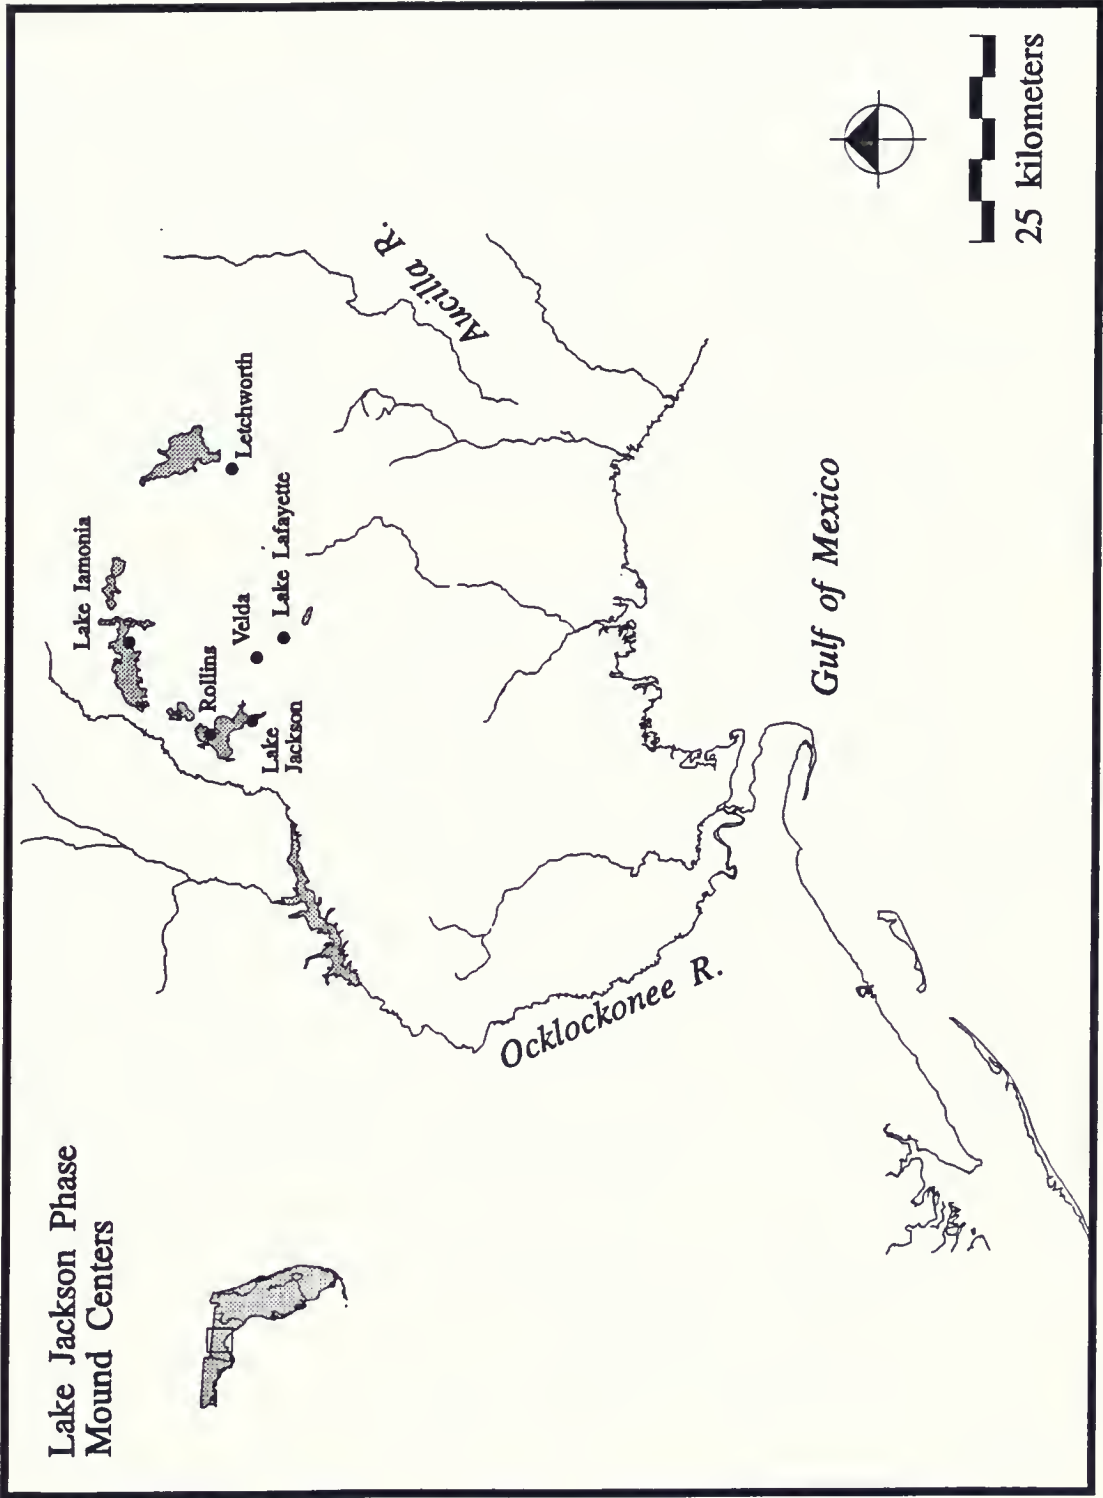 Lake Jackson Phase
Mound Centers
Lake Iamonia
Rollins
Velda
Letchworth
Lake Lafayette
Lake
Jackson
Aucilla R.
Ocklockonee R.
Gulf of Mexico
25 kilometers